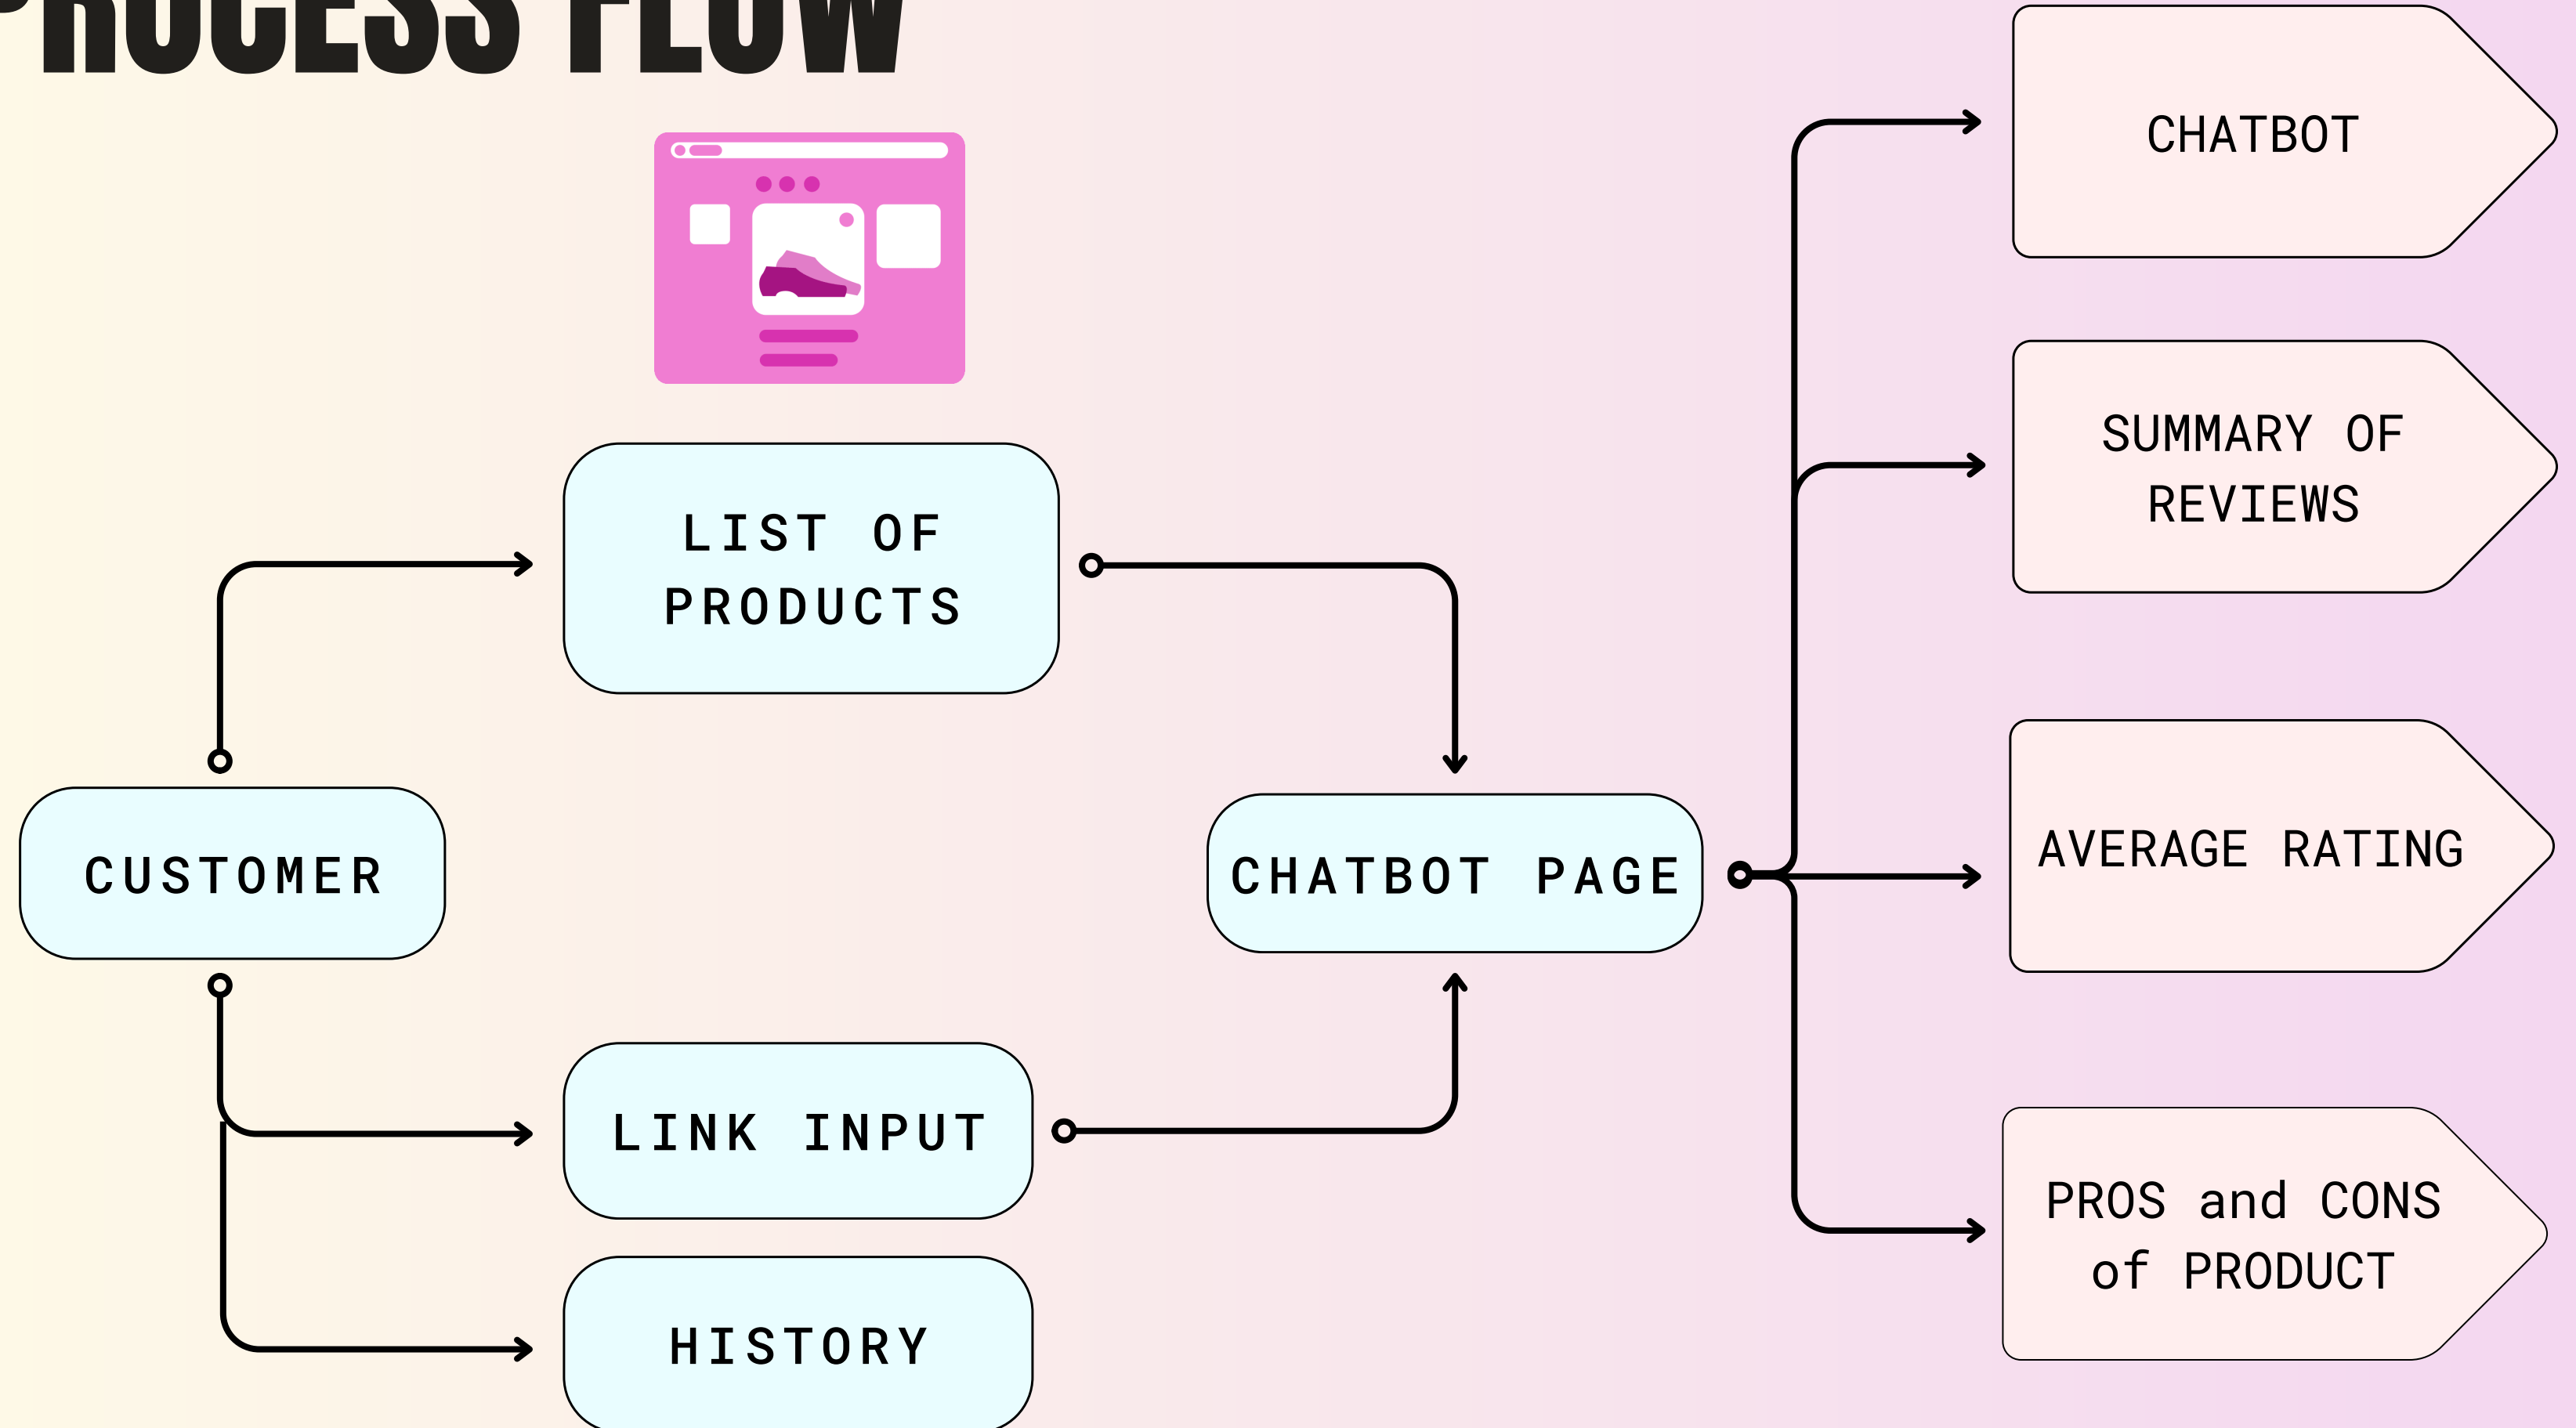 PROCESS FLOW
CHATBOT
SUMMARY OF
REVIEWS
LIST OF
PRODUCTS
CUSTOMER
CHATBOT PAGE
AVERAGE RATING
LINK INPUT
HISTORY
PROS and CONS
of PRODUCT